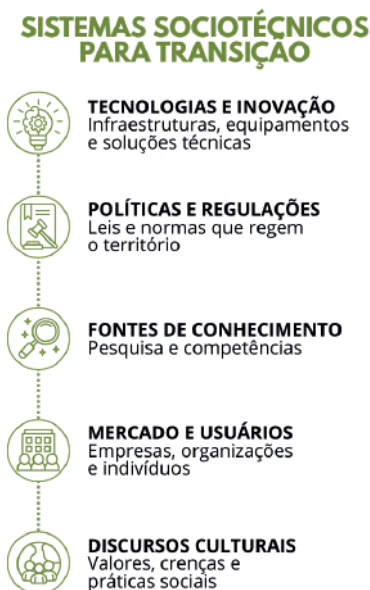 SISTEMAS SOCIOTÉCNICOS
PARA TRANSIÇÃO
TECNOLOGIAS E INOVAÇÃO
Infraestruturas, equipamentos
e soluções técnicas
POLÍTICAS E REGULAÇÕES
Leis e normas que regem
o território
FONTES DE CONHECIMENTO
Pesquisa e competências
MERCADO E USUÁRIOS
Empresas, organizações
e indivíduos
DISCURSOS CULTURAIS
Valores, crenças e
práticas sociais